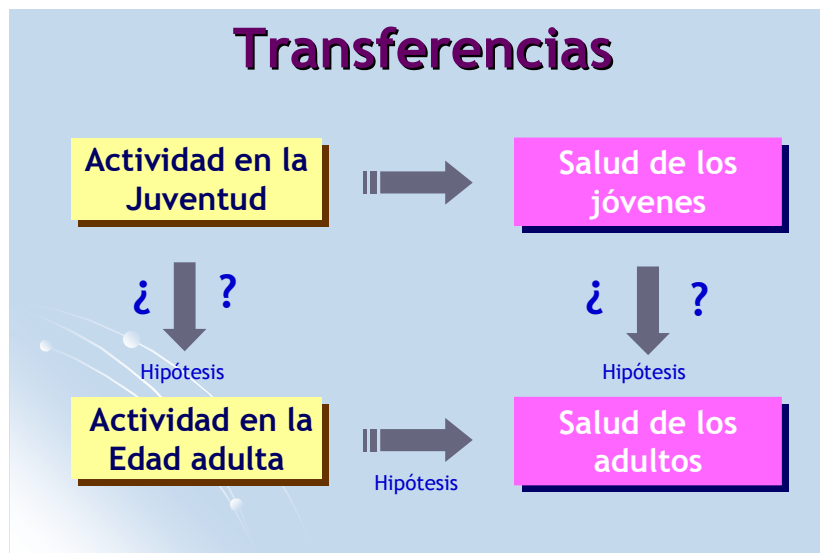 Transferencias
Actividad en la
Juventud
Salud de los
jóvenes
¿ ?
¿ ?
Hipótesis
Hipótesis
Actividad en la
Edad adulta
Salud de los
adultos
Hipótesis